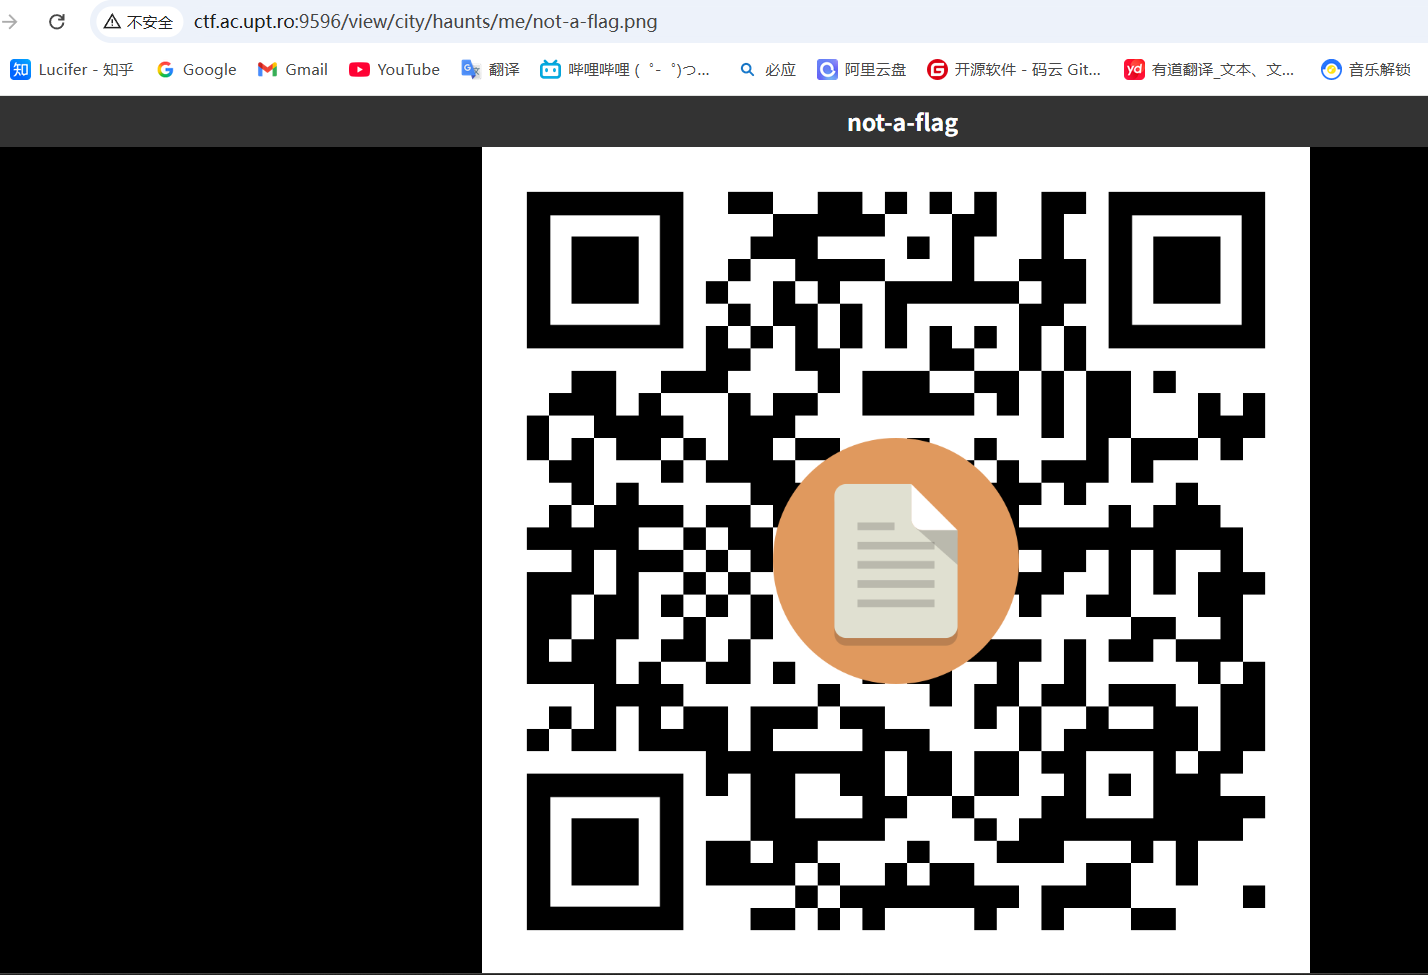 不安全 ctf.ac.upt.ro:9596/view/city/haunts/me/not-a-flag.png
知 Lucifer - 知乎 Google Gmail YouTube 翻译 哔哩哔哩 (゜-゜)つ... 必应 阿里云盘 开源软件 - 码云 Git... yd 有道翻译_文本、文... 音乐解锁
not-a-flag